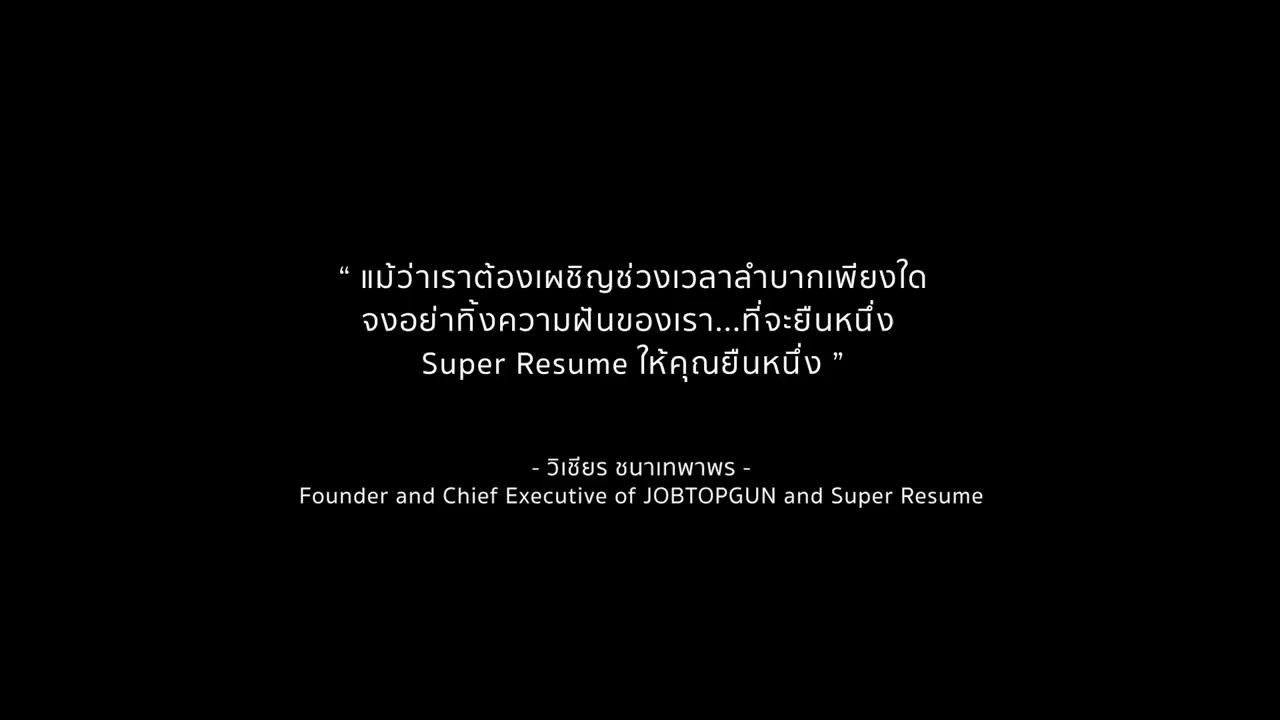 “ แม้ว่าเราต้องเผชิญช่วงเวลาลำบากเพียงใด
จงอย่าทิ้งความฝันของเรา...ที่จะยืนหนึ่ง
Super Resume ให้คุณยืนหนึ่ง ”
- วิเชียร ชนาเทพาพร -
Founder and Chief Executive of JOBTOPGUN and Super Resume